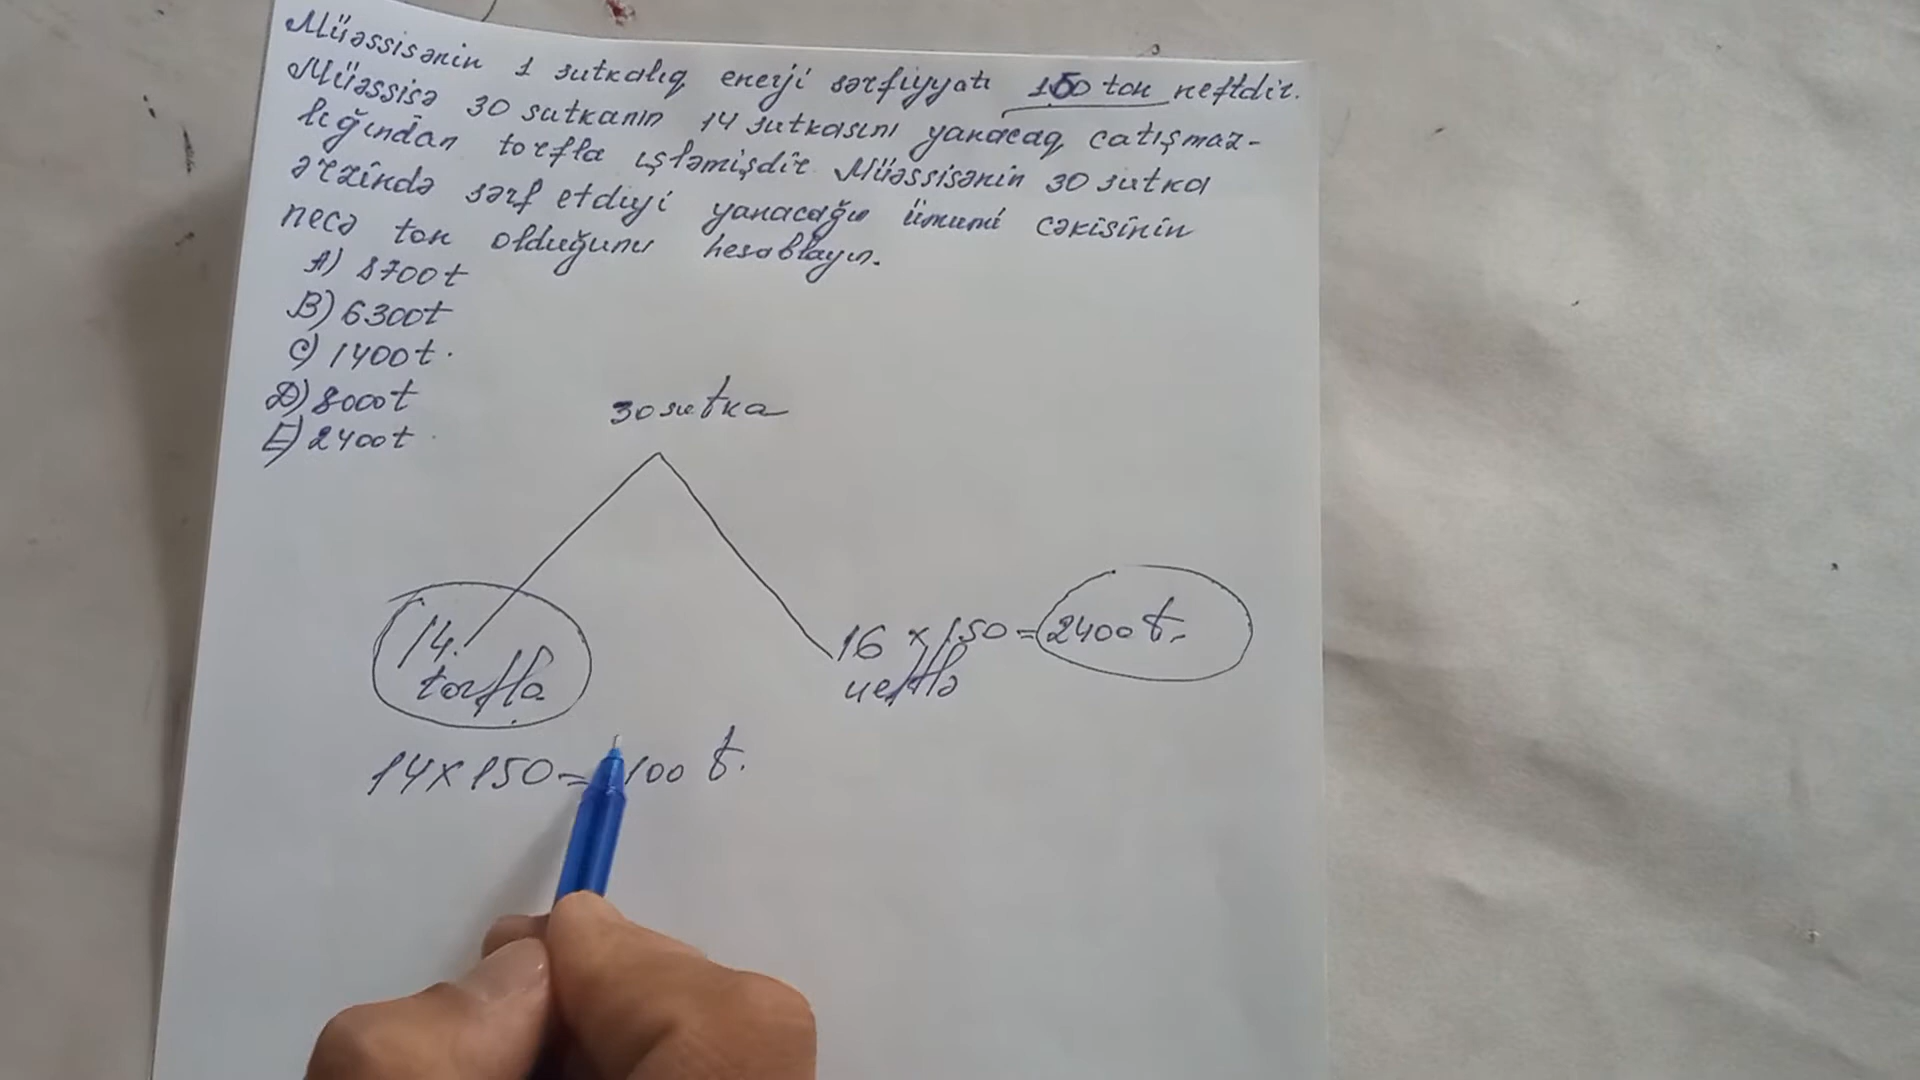 Müəssisənin 1 sutkalıq enerji sərfiyyatı 150 ton neftdir.
Müəssisə 30 sutkanın 14 sutkasını yanacaq çatışmaz-
lığından torfla işləmişdir. Müəssisənin 30 sutka
ərzində sərf etdiyi yanacağın ümumi çəkisinin
neçə ton olduğunu hesablayın.
A) 8700t
B) 6300t
C) 1400t.
D) 8000t
E) 2400t
30 sutka
14.
torfla
16 x 150 = 2400 t.
neftlə
14 x 150 = 100 t.